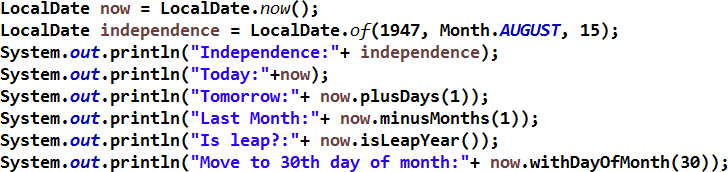 LocalDate now = LocalDate.now();
LocalDate independence = LocalDate.of(1947, Month.AUGUST, 15);
System.out.println("Independence:"+ independence);
System.out.println("Today:"+now);
System.out.println("Tomorrow:"+ now.plusDays(1));
System.out.println("Last Month:"+ now.minusMonths(1));
System.out.println("Is leap?:"+ now.isLeapYear());
System.out.println("Move to 30th day of month:"+ now.withDayOfMonth(30));